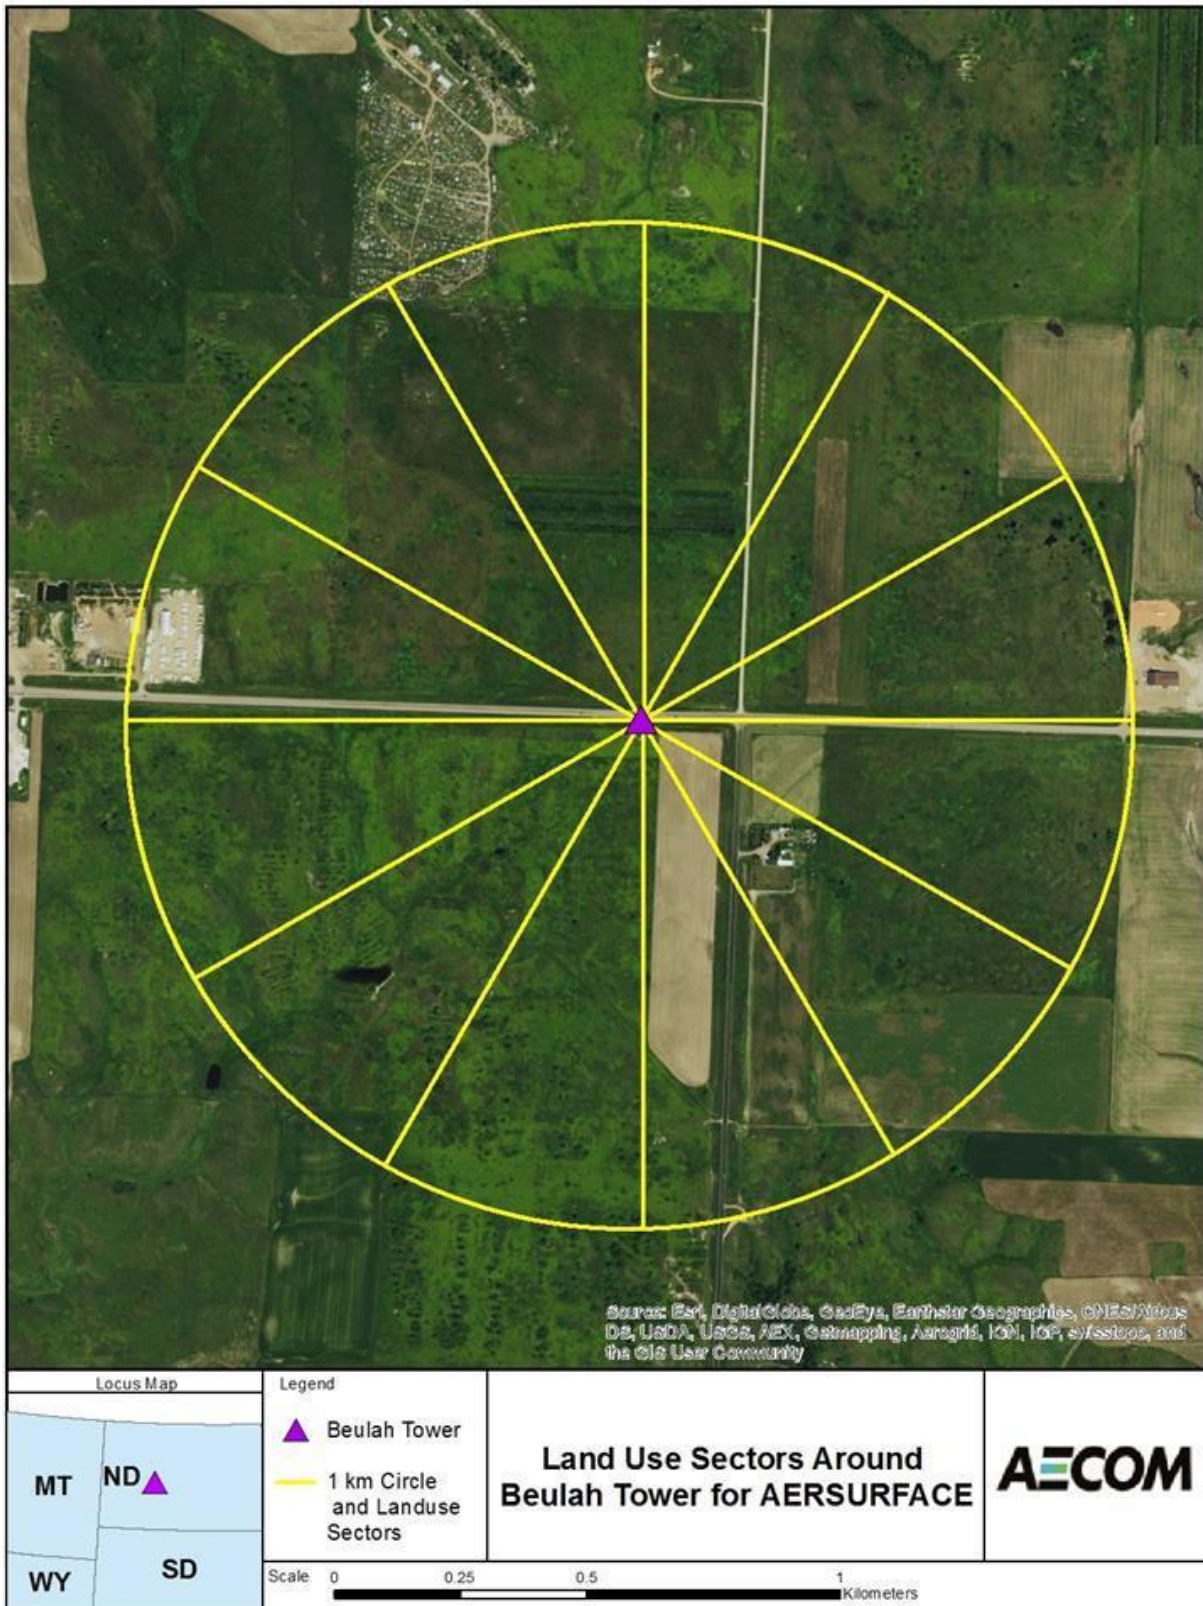 Source: Esri, DigitalGlobe, GeoEye, Earthstar Geographics, CNES/Airbus
DS, USDA, USGS, AEX, Getmapping, Aerogrid, IGN, IGP, swisstopo, and
the GIS User Community
Locus Map
MT
ND
SD
WY
Legend
Beulah Tower
1 km Circle
and Landuse
Sectors
Land Use Sectors Around
Beulah Tower for AERSURFACE
AECOM
Scale 0 0.25 0.5 1
Kilometers